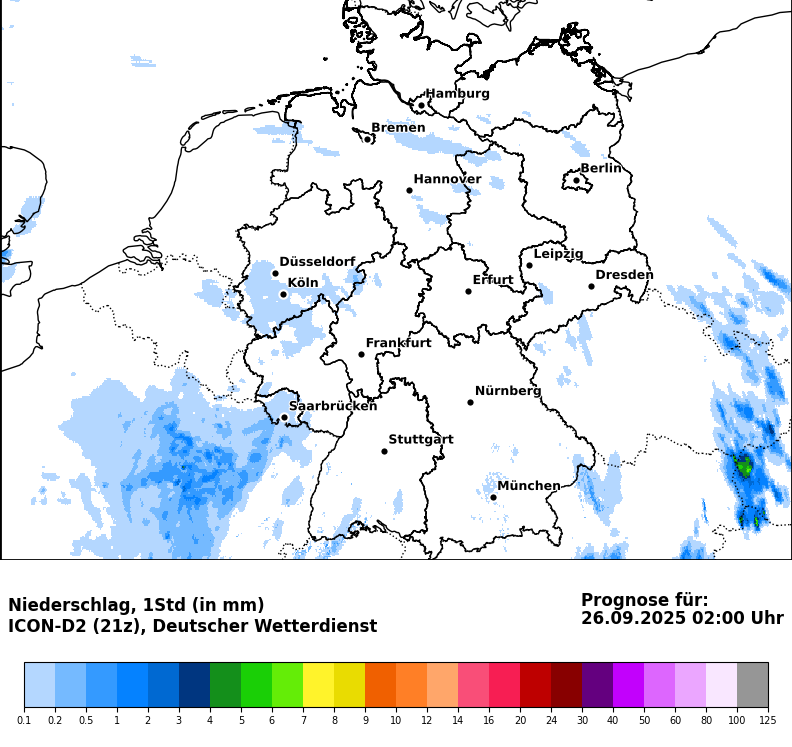 Hamburg
Bremen
Berlin
Hannover
Leipzig
Düsseldorf
Dresden
Köln
Erfurt
Frankfurt
Nürnberg
Saarbrücken
Stuttgart
München
Niederschlag, 1Std (in mm)
ICON-D2 (21z), Deutscher Wetterdienst
Prognose für:
26.09.2025 02:00 Uhr
0.1 0.2 0.5 1 2 3 4 5 6 7 8 9 10 12 14 16 20 24 30 40 50 60 80 100 125